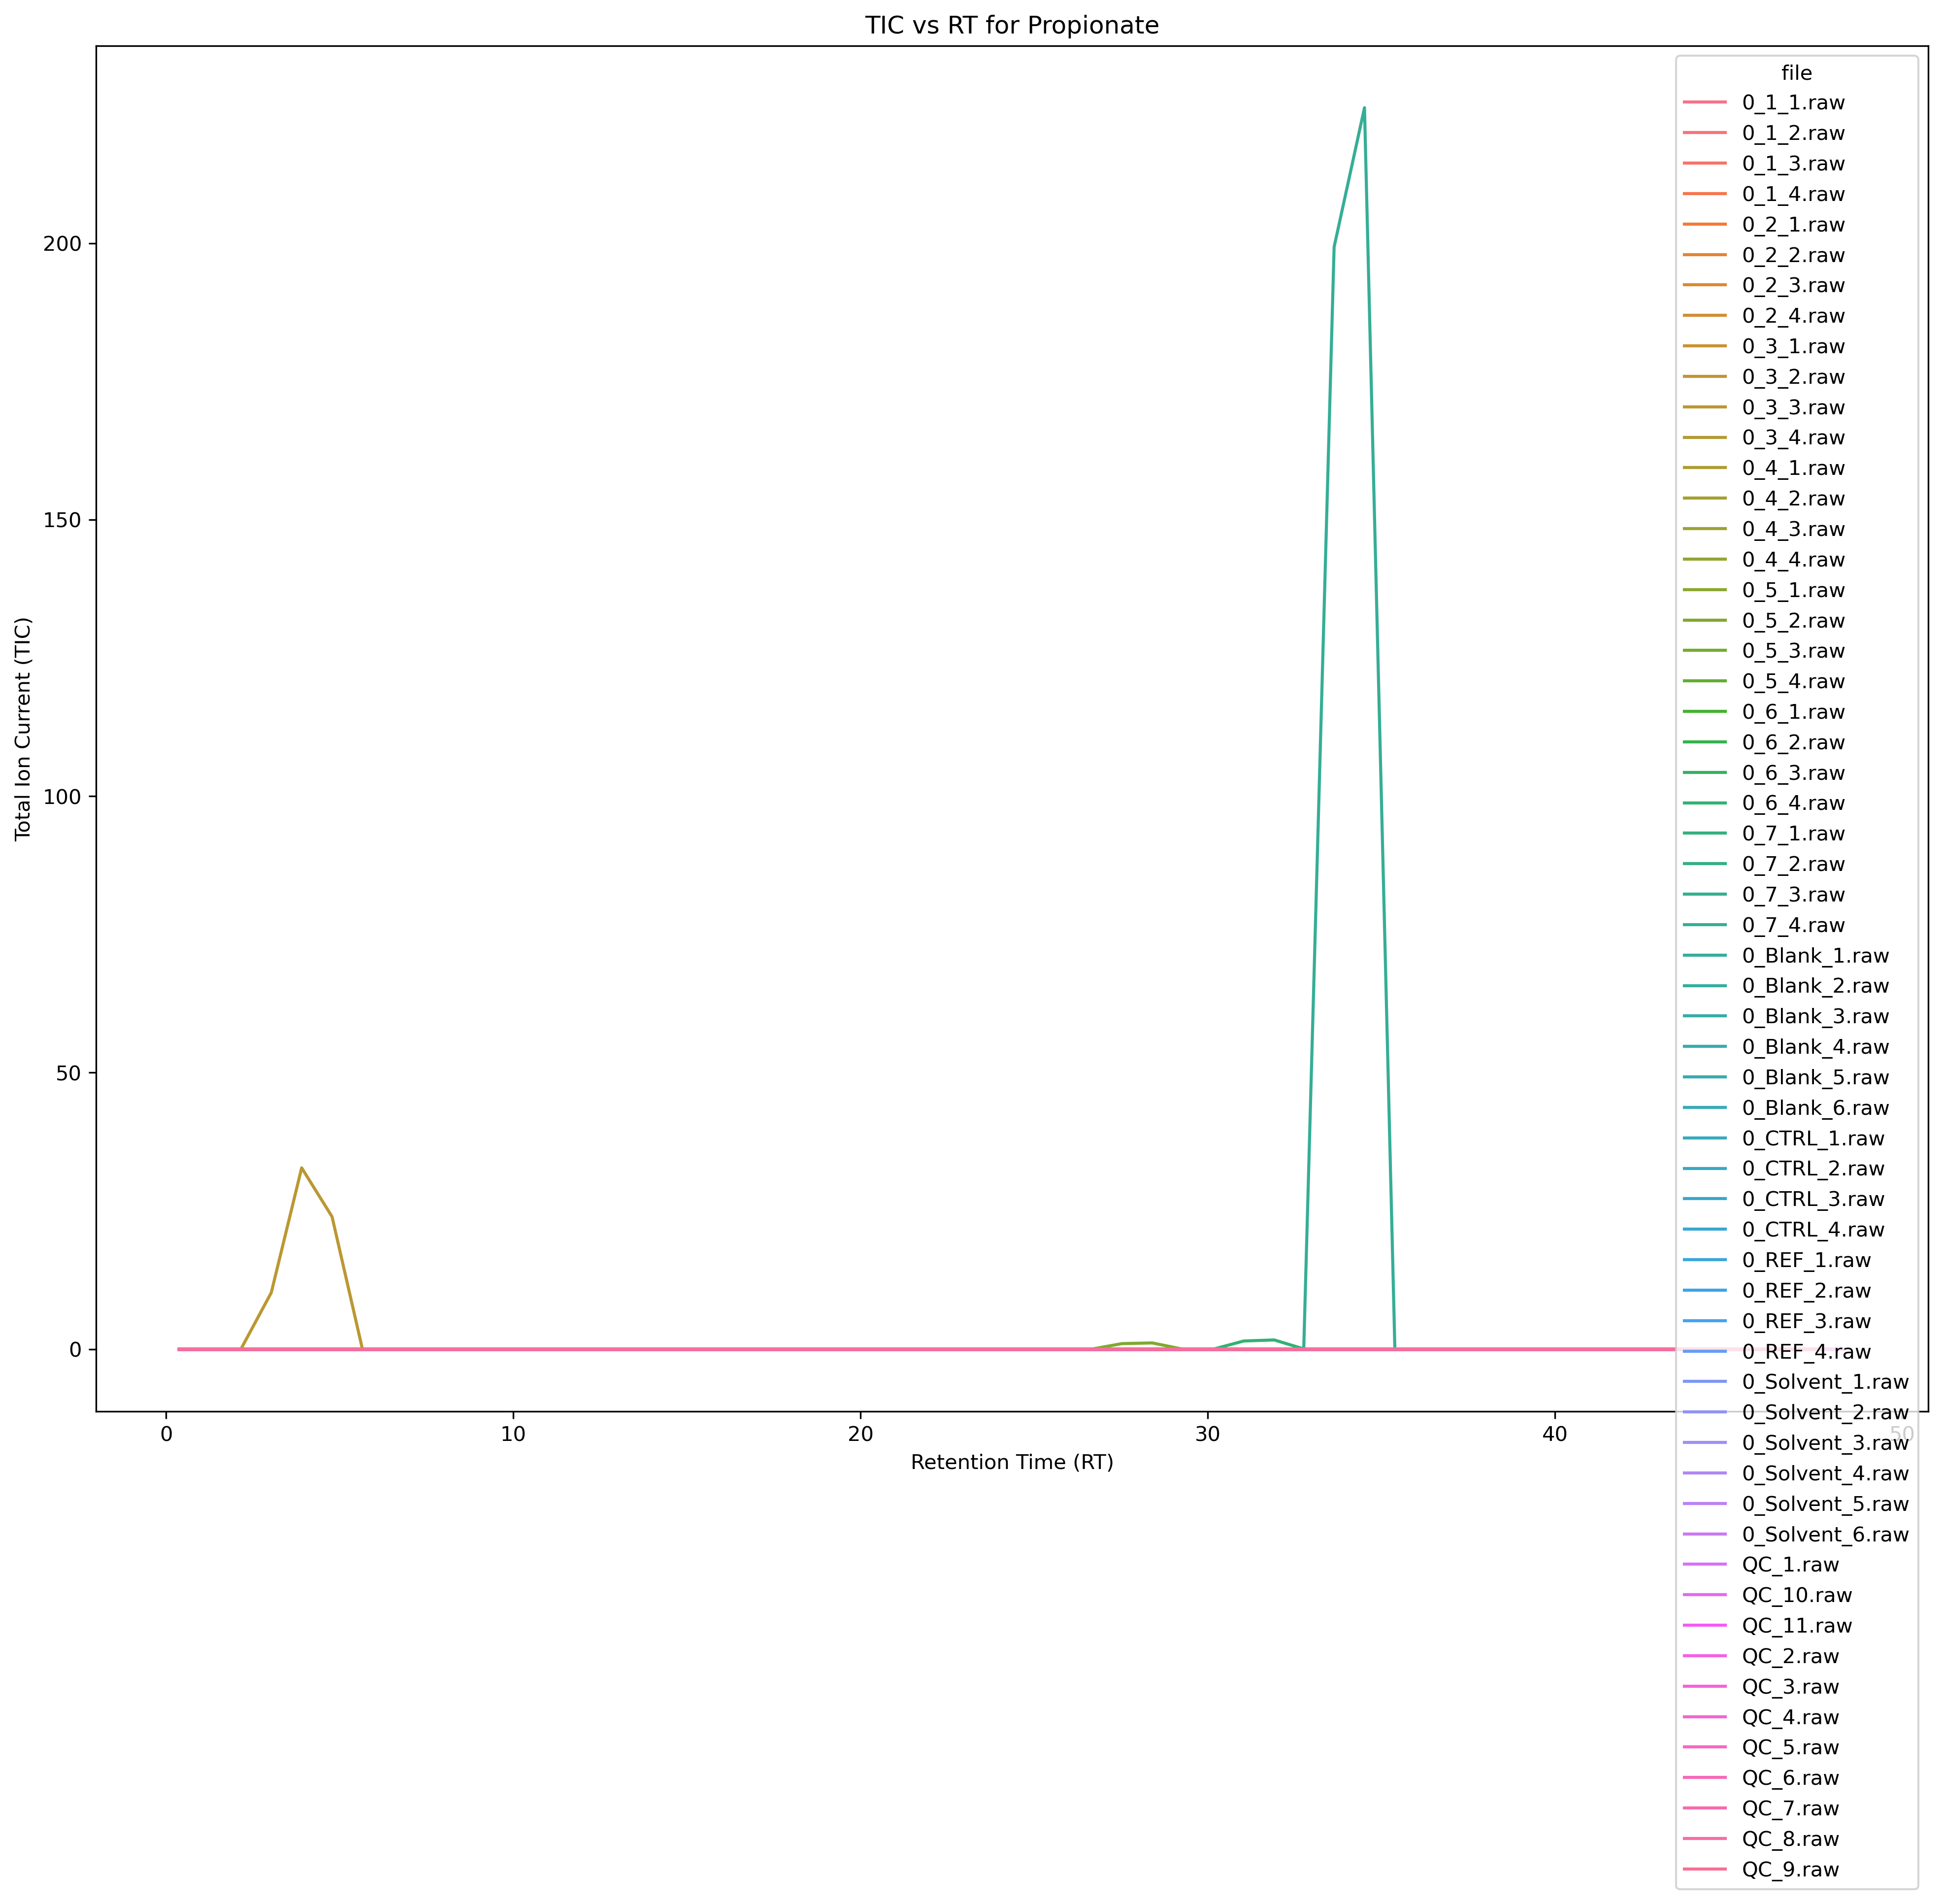 TIC vs RT for Propionate
file
0_1_1.raw
0_1_2.raw
0_1_3.raw
0_1_4.raw
0_2_1.raw
0_2_2.raw
0_2_3.raw
0_2_4.raw
0_3_1.raw
0_3_2.raw
0_3_3.raw
0_3_4.raw
0_4_1.raw
0_4_2.raw
0_4_3.raw
0_4_4.raw
0_5_1.raw
0_5_2.raw
0_5_3.raw
0_5_4.raw
0_6_1.raw
0_6_2.raw
0_6_3.raw
0_6_4.raw
0_7_1.raw
0_7_2.raw
0_7_3.raw
0_7_4.raw
0_Blank_1.raw
0_Blank_2.raw
0_Blank_3.raw
0_Blank_4.raw
0_Blank_5.raw
0_Blank_6.raw
0_CTRL_1.raw
0_CTRL_2.raw
0_CTRL_3.raw
0_CTRL_4.raw
0_REF_1.raw
0_REF_2.raw
0_REF_3.raw
0_REF_4.raw
0_Solvent_1.raw
0_Solvent_2.raw
0_Solvent_3.raw
0_Solvent_4.raw
0_Solvent_5.raw
0_Solvent_6.raw
QC_1.raw
QC_10.raw
QC_11.raw
QC_2.raw
QC_3.raw
QC_4.raw
QC_5.raw
QC_6.raw
QC_7.raw
QC_8.raw
QC_9.raw
Total Ion Current (TIC)
200
150
100
50
0
0 10 20 30 40 50
Retention Time (RT)